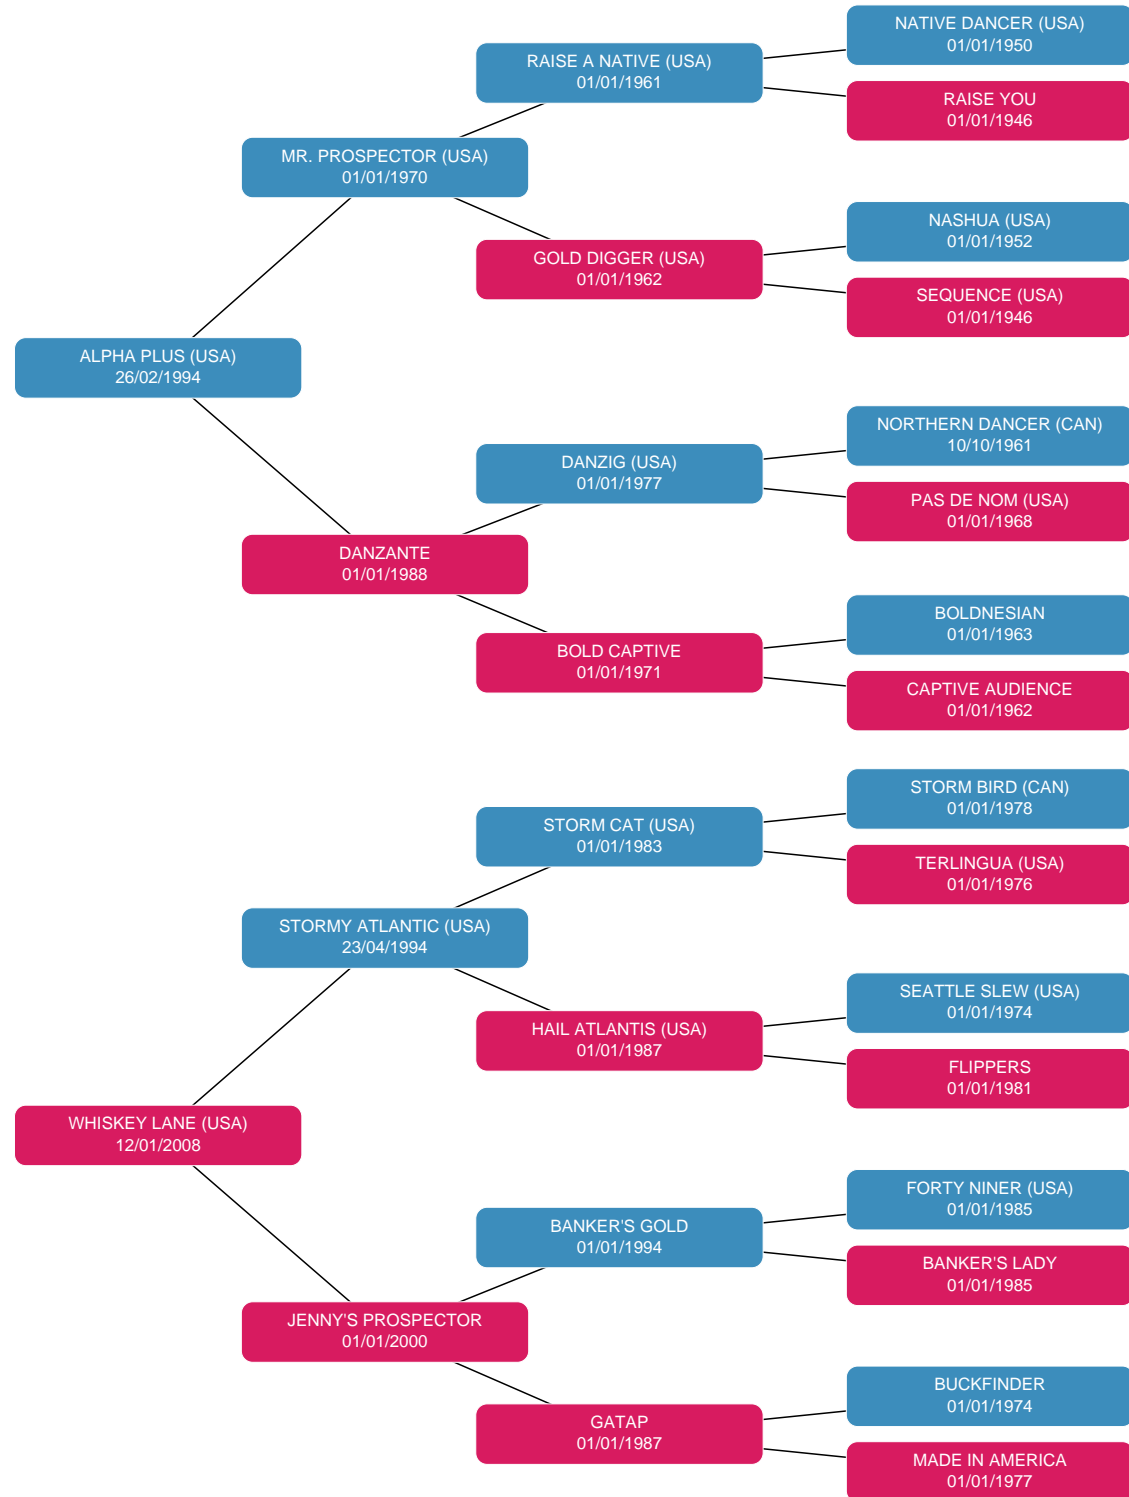 NATIVE DANCER (USA)
01/01/1950
RAISE A NATIVE (USA)
01/01/1961
RAISE YOU
01/01/1946
MR. PROSPECTOR (USA)
01/01/1970
NASHUA (USA)
01/01/1952
GOLD DIGGER (USA)
01/01/1962
SEQUENCE (USA)
01/01/1946
ALPHA PLUS (USA)
26/02/1994
NORTHERN DANCER (CAN)
10/10/1961
DANZIG (USA)
01/01/1977
PAS DE NOM (USA)
01/01/1968
DANZANTE
01/01/1988
BOLDNESIAN
01/01/1963
BOLD CAPTIVE
01/01/1971
CAPTIVE AUDIENCE
01/01/1962
STORM BIRD (CAN)
01/01/1978
STORM CAT (USA)
01/01/1983
TERLINGUA (USA)
01/01/1976
STORMY ATLANTIC (USA)
23/04/1994
SEATTLE SLEW (USA)
01/01/1974
HAIL ATLANTIS (USA)
01/01/1987
FLIPPERS
01/01/1981
WHISKEY LANE (USA)
12/01/2008
FORTY NINER (USA)
01/01/1985
BANKER'S GOLD
01/01/1994
BANKER'S LADY
01/01/1985
JENNY'S PROSPECTOR
01/01/2000
BUCKFINDER
01/01/1974
GATAP
01/01/1987
MADE IN AMERICA
01/01/1977